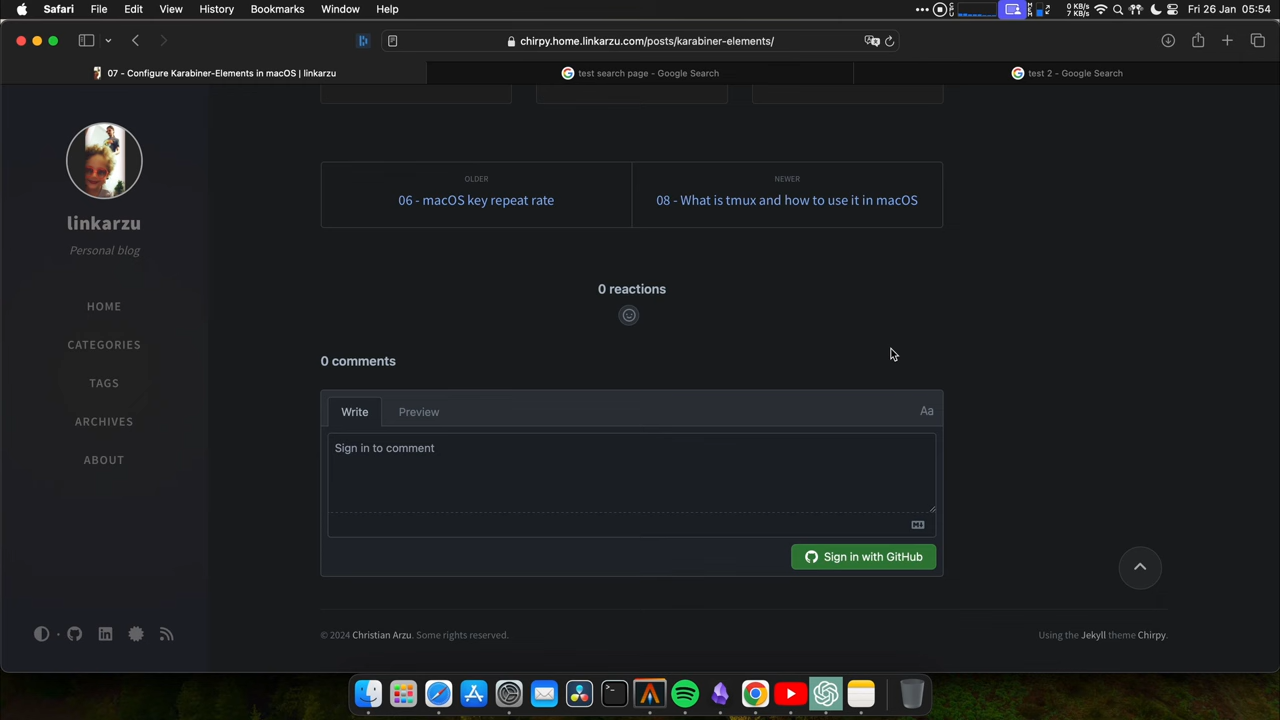 Safari File Edit View History Bookmarks Window Help
0 KB/s
7 KB/s
Fri 26 Jan 05:54
chirpy.home.linkarzu.com/posts/karabiner-elements/
07 - Configure Karabiner-Elements in macOS | linkarzu
test search page - Google Search
test 2 - Google Search
linkarzu
Personal blog
HOME
CATEGORIES
TAGS
ARCHIVES
ABOUT
OLDER
06 - macOS key repeat rate
NEWER
08 - What is tmux and how to use it in macOS
0 reactions
0 comments
Write Preview Aa
Sign in to comment
Sign in with GitHub
© 2024 Christian Arzu. Some rights reserved.
Using the Jekyll theme Chirpy.